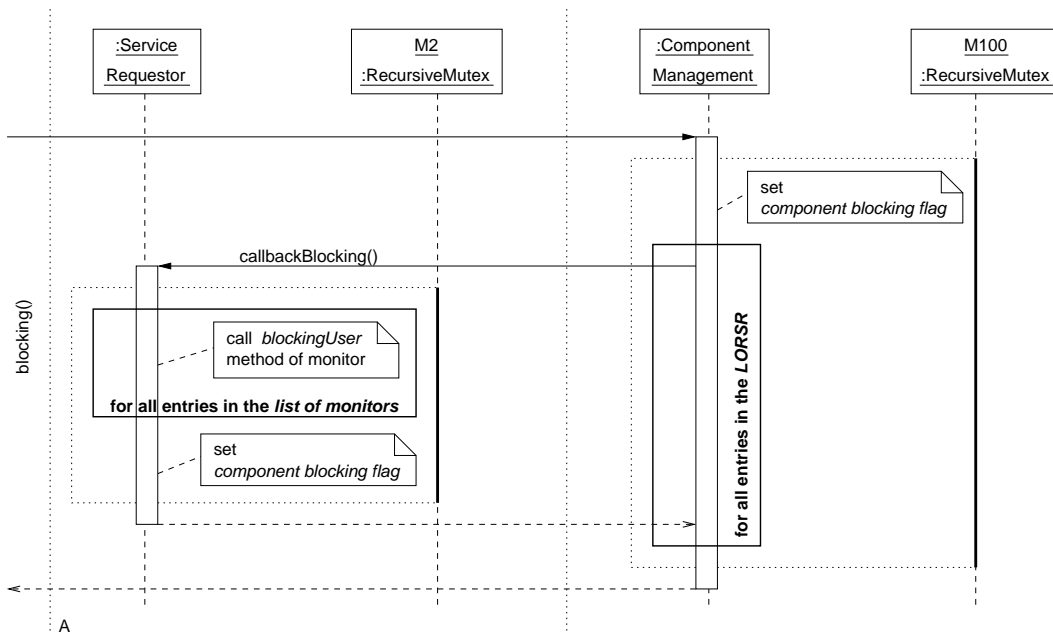 :Service
Requestor
M2
:RecursiveMutex
:Component
Management
M100
:RecursiveMutex
set
component blocking flag
callbackBlocking()
blocking()
call blockingUser
method of monitor
for all entries in the list of monitors
for all entries in the LORSR
set
component blocking flag
A